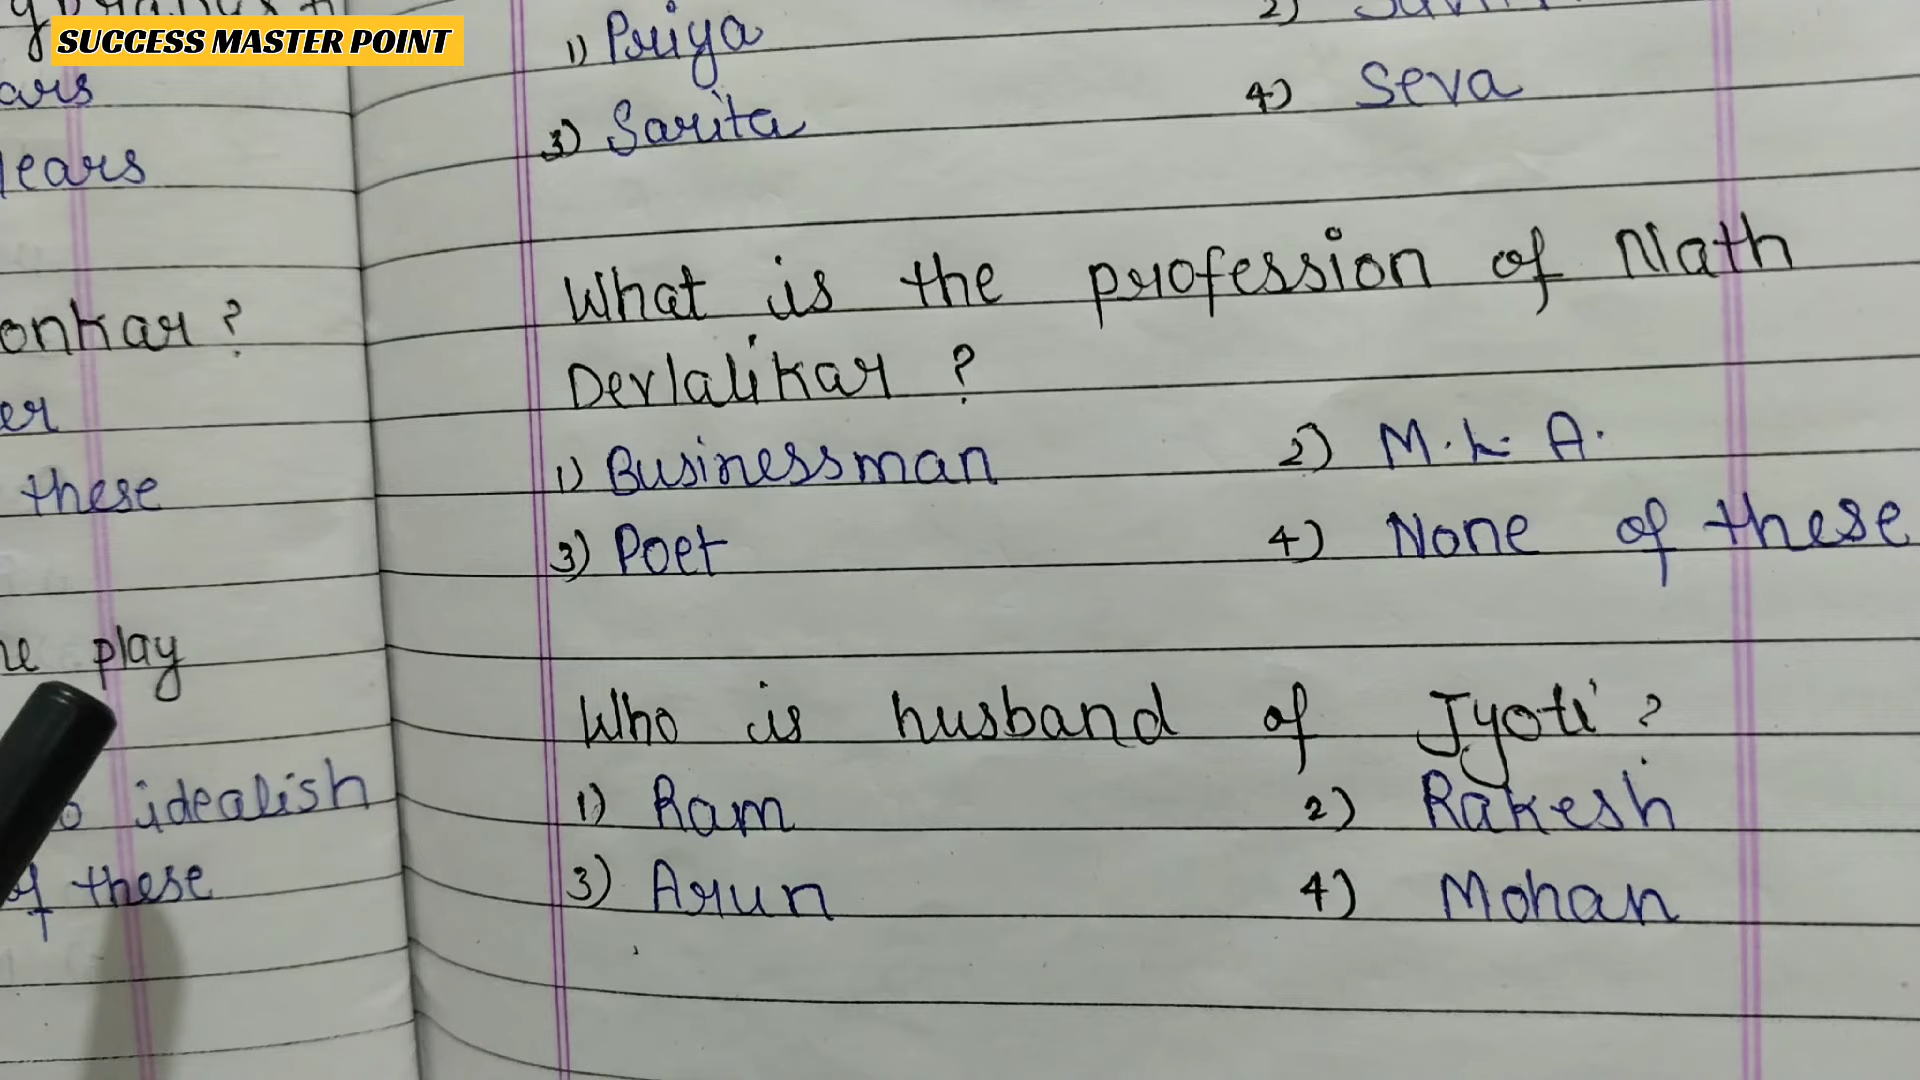 SUCCESS MASTER POINT
ars
ears
onkar ?
er
these
play
idealish
of these
1) Priya
2)
3) Sarita
4) Seva
What is the profession of Nath
Devlalikar ?
1) Businessman
2) M.L.A.
3) Poet
4) None of these
Who is husband of Jyoti ?
1) Ram
2) Rakesh
3) Arun
4) Mohan